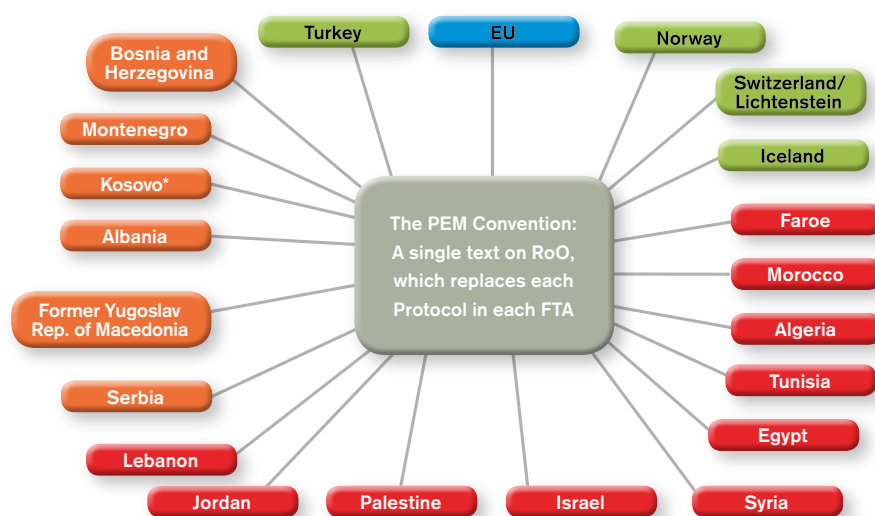 Turkey
EU
Norway
Bosnia and
Herzegovina
Switzerland/
Lichtenstein
Montenegro
Iceland
Kosovo*
Albania
The PEM Convention:
A single text on RoO,
which replaces each
Protocol in each FTA
Faroe
Morocco
Former Yugoslav
Rep. of Macedonia
Algeria
Tunisia
Serbia
Egypt
Lebanon
Jordan
Palestine
Israel
Syria